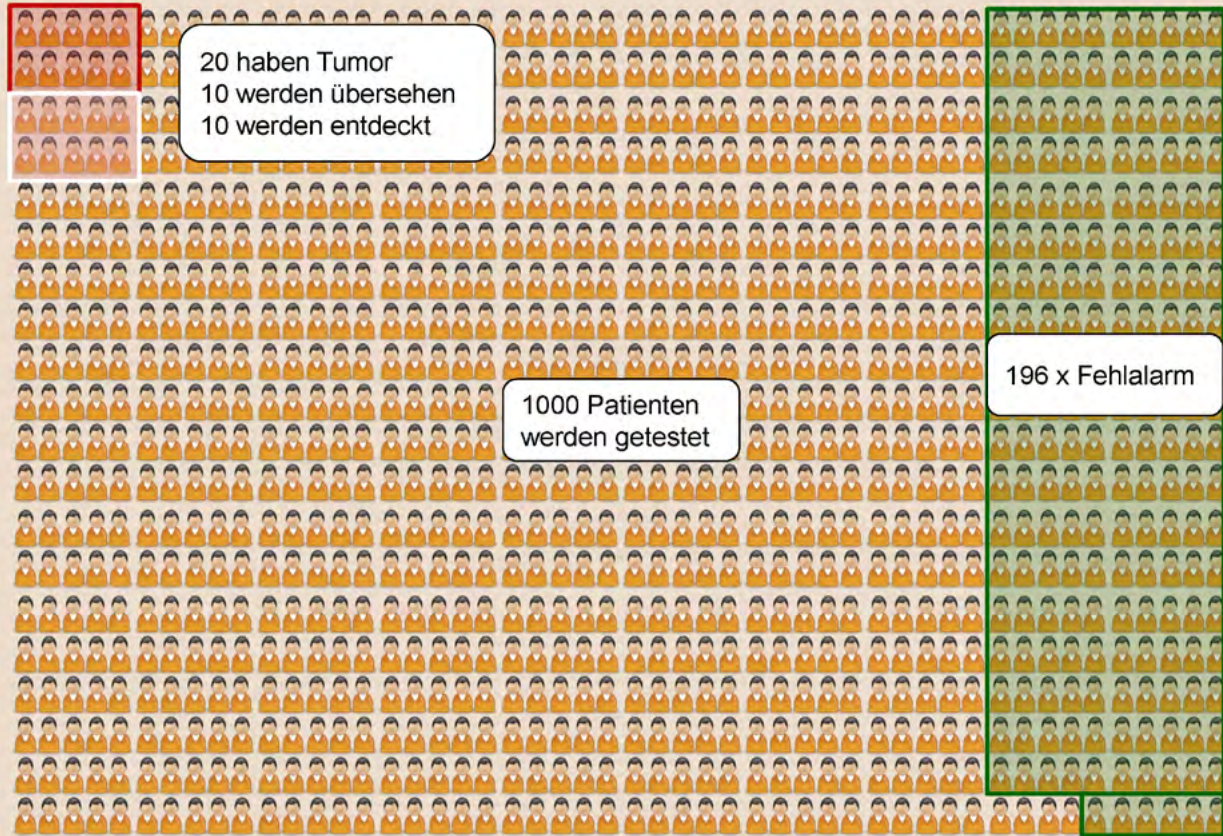 20 haben Tumor
10 werden übersehen
10 werden entdeckt
196 x Fehlalarm
1000 Patienten
werden getestet